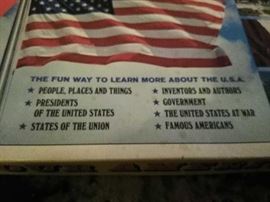 THE FUN WAY TO LEARN MORE ABOUT THE U.S.A.
★ PEOPLE, PLACES AND THINGS
★ PRESIDENTS
OF THE UNITED STATES
★ STATES OF THE UNION
★ INVENTORS AND AUTHORS
★ GOVERNMENT
★ THE UNITED STATES AT WAR
★ FAMOUS AMERICANS